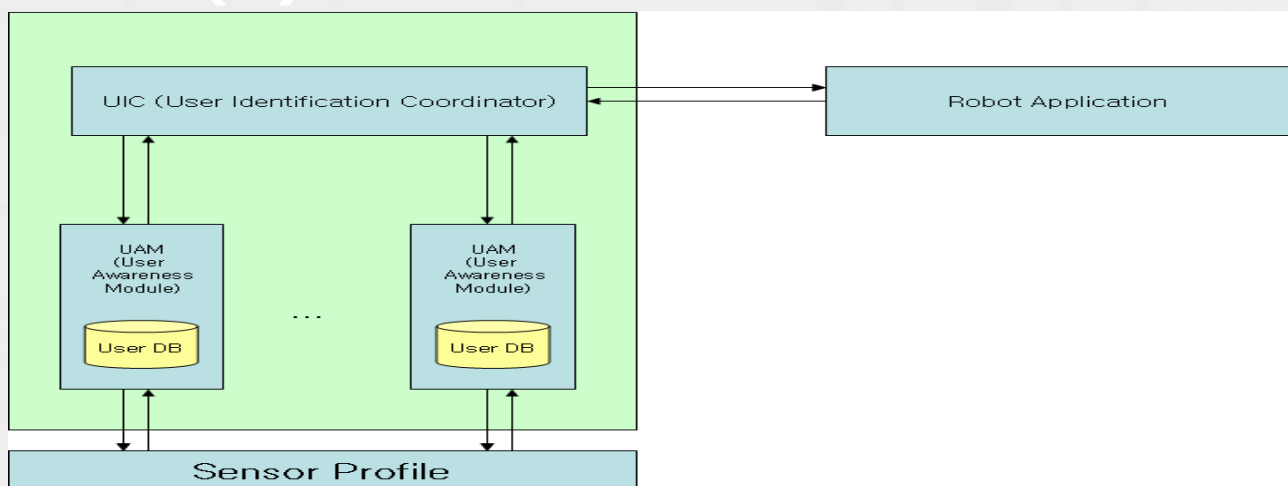 UIC (User Identification Coordinator)
Robot Application
UAM
(User
Awareness
Module)
User DB
...
UAM
(User
Awareness
Module)
User DB
Sensor Profile